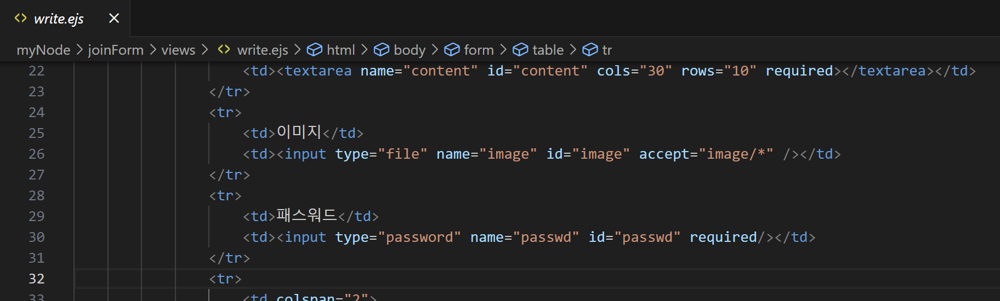 write.ejs
myNode > joinForm > views > write.ejs > html > body > form > table > tr
22 <td><textarea name="content" id="content" cols="30" rows="10" required></textarea></td>
23 </tr>
24 <tr>
25 <td>이미지</td>
26 <td><input type="file" name="image" id="image" accept="image/*" /></td>
27 </tr>
28 <tr>
29 <td>패스워드</td>
30 <td><input type="password" name="passwd" id="passwd" required/></td>
31 </tr>
32 <tr>
33 <td colspan="2">